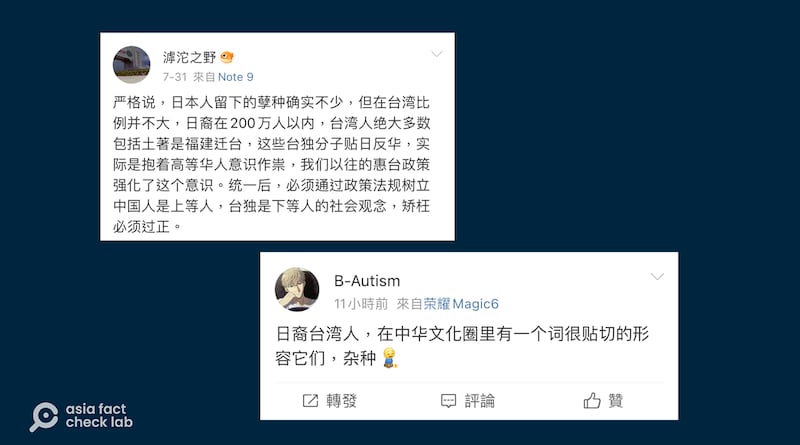 滹沱之野
7-31 來自Note 9
严格说，日本人留下的孽种确实不少，但在台湾比
例并不大，日裔在200万人以内，台湾人绝大多数
包括土著是福建迁台，这些台独分子贴日反华，实
际是抱着高等华人意识作祟，我们以往的惠台政策
强化了这个意识。统一后，必须通过政策法规树立
中国人是上等人，台独是下等人的社会观念，矫枉
必须过正。
B-Autism
11小時前 來自荣耀Magic6
日裔台湾人，在中华文化圈里有一个词很贴切的形
容它们，杂种
轉發 評論 贊
asia fact
check lab